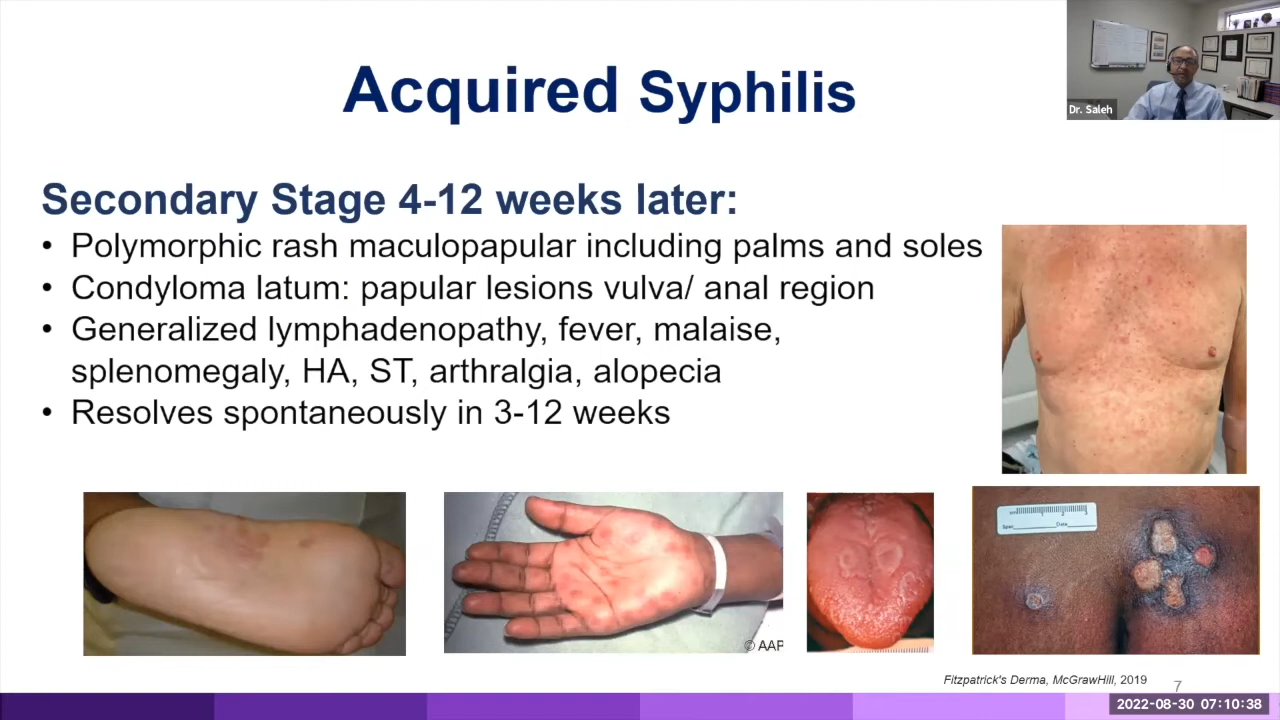 Acquired Syphilis
Dr. Saleh
Secondary Stage 4-12 weeks later:
• Polymorphic rash maculopapular including palms and soles
• Condyloma latum: papular lesions vulva/ anal region
• Generalized lymphadenopathy, fever, malaise,
splenomegaly, HA, ST, arthralgia, alopecia
• Resolves spontaneously in 3-12 weeks
© AAP
Fitzpatrick's Derma, McGrawHill, 2019
7
2022-08-30 07:10:38